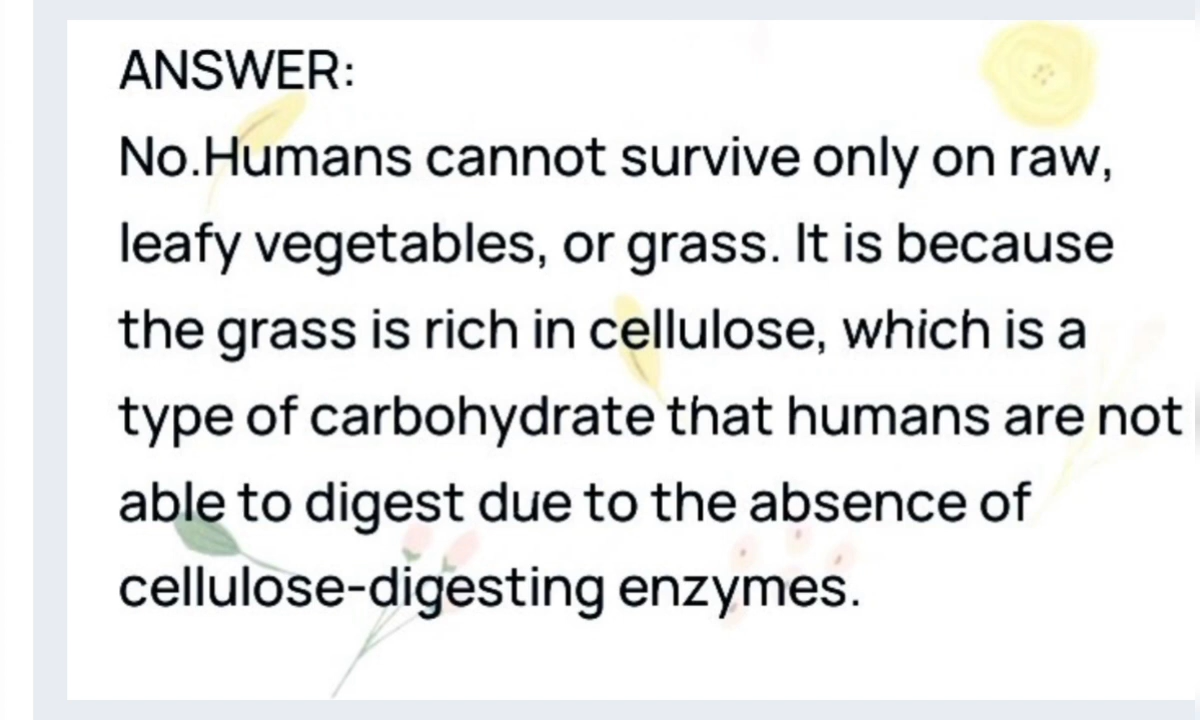 ANSWER:
No.Humans cannot survive only on raw,
leafy vegetables, or grass. It is because
the grass is rich in cellulose, which is a
type of carbohydrate that humans are not
able to digest due to the absence of
cellulose-digesting enzymes.